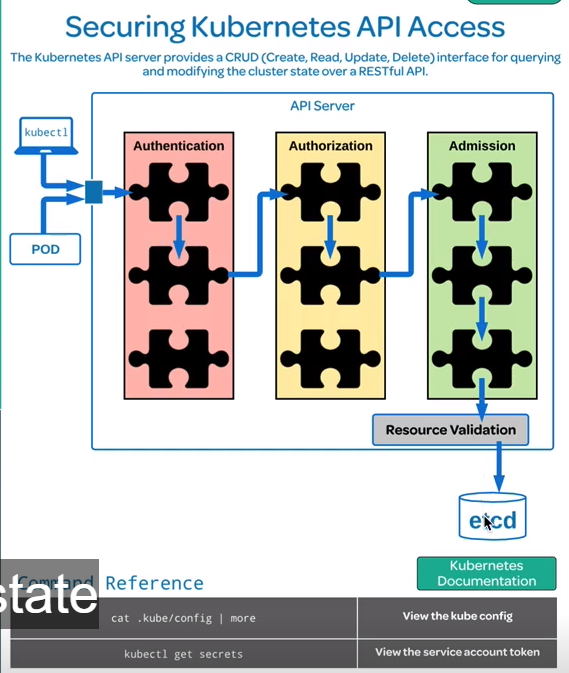 Securing Kubernetes API Access
The Kubernetes API server provides a CRUD (Create, Read, Update, Delete) interface for querying
and modifying the cluster state over a RESTful API.
API Server
kubectl
POD
Authentication
Authorization
Admission
Resource Validation
etcd
Kubernetes
Documentation
Command Reference
state
cat .kube/config | more
View the kube config
kubectl get secrets
View the service account token